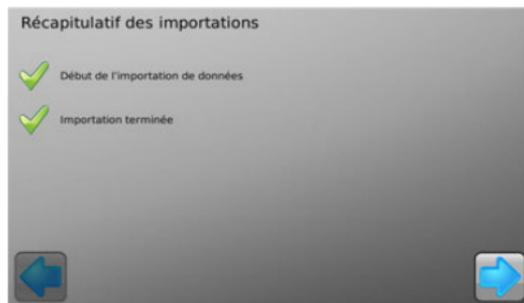 Récapitulatif des importations
Début de l'importation de données
Importation terminée